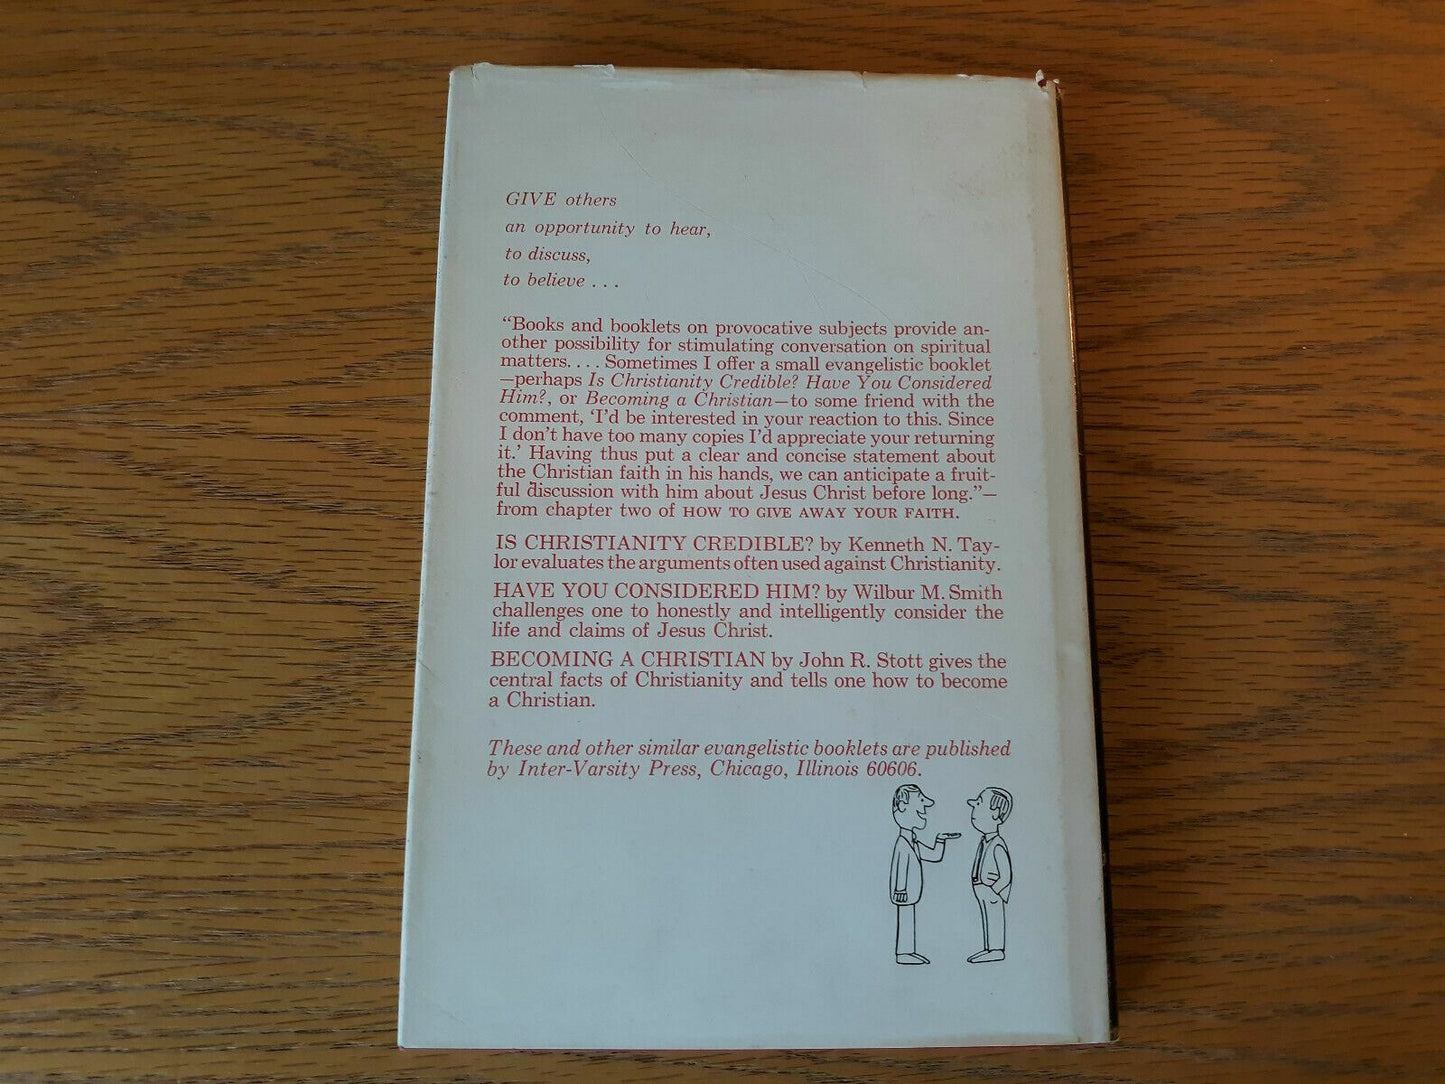 GIVE others
an opportunity to hear,
to discuss,
to believe . . .
“Books and booklets on provocative subjects provide an-
other possibility for stimulating conversation on spiritual
matters. . . . Sometimes I offer a small evangelistic booklet
—perhaps Is Christianity Credible? Have You Considered
Him?, or Becoming a Christian—to some friend with the
comment, ‘I’d be interested in your reaction to this. Since
I don’t have too many copies I’d appreciate your returning
it.’ Having thus put a clear and concise statement about
the Christian faith in his hands, we can anticipate a fruit-
ful discussion with him about Jesus Christ before long.”—
from chapter two of HOW TO GIVE AWAY YOUR FAITH.
IS CHRISTIANITY CREDIBLE? by Kenneth N. Tay-
lor evaluates the arguments often used against Christianity.
HAVE YOU CONSIDERED HIM? by Wilbur M. Smith
challenges one to honestly and intelligently consider the
life and claims of Jesus Christ.
BECOMING A CHRISTIAN by John R. Stott gives the
central facts of Christianity and tells one how to become
a Christian.
These and other similar evangelistic booklets are published
by Inter-Varsity Press, Chicago, Illinois 60606.